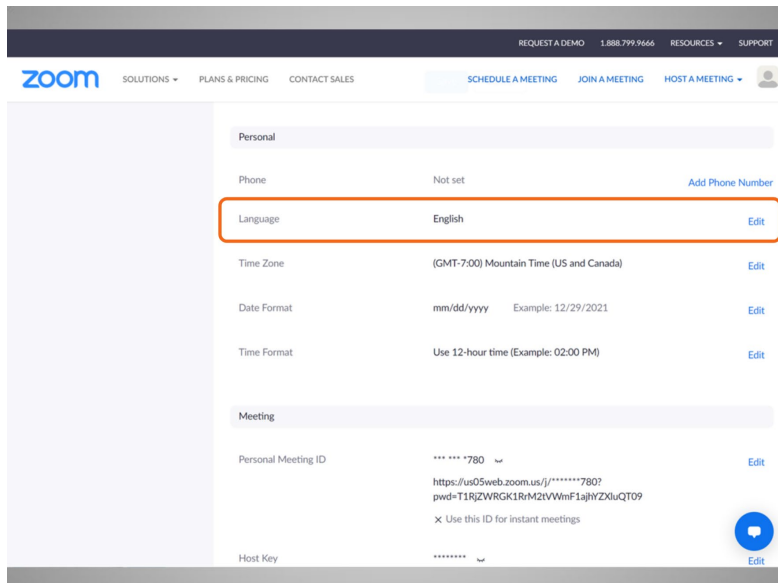 REQUEST A DEMO 1.888.799.9666 RESOURCES SUPPORT
zoom SOLUTIONS PLANS & PRICING CONTACT SALES SCHEDULE A MEETING JOIN A MEETING HOST A MEETING
Personal
Phone Not set Add Phone Number
Language English Edit
Time Zone (GMT-7:00) Mountain Time (US and Canada) Edit
Date Format mm/dd/yyyy Example: 12/29/2021 Edit
Time Format Use 12-hour time (Example: 02:00 PM) Edit
Meeting
Personal Meeting ID *** *** *780 Edit
https://us05web.zoom.us/j/*******780?
pwd=T1RjZWRGK1RrM2tVWmF1ajhYZXluQT09
× Use this ID for instant meetings
Host Key ******** Edit